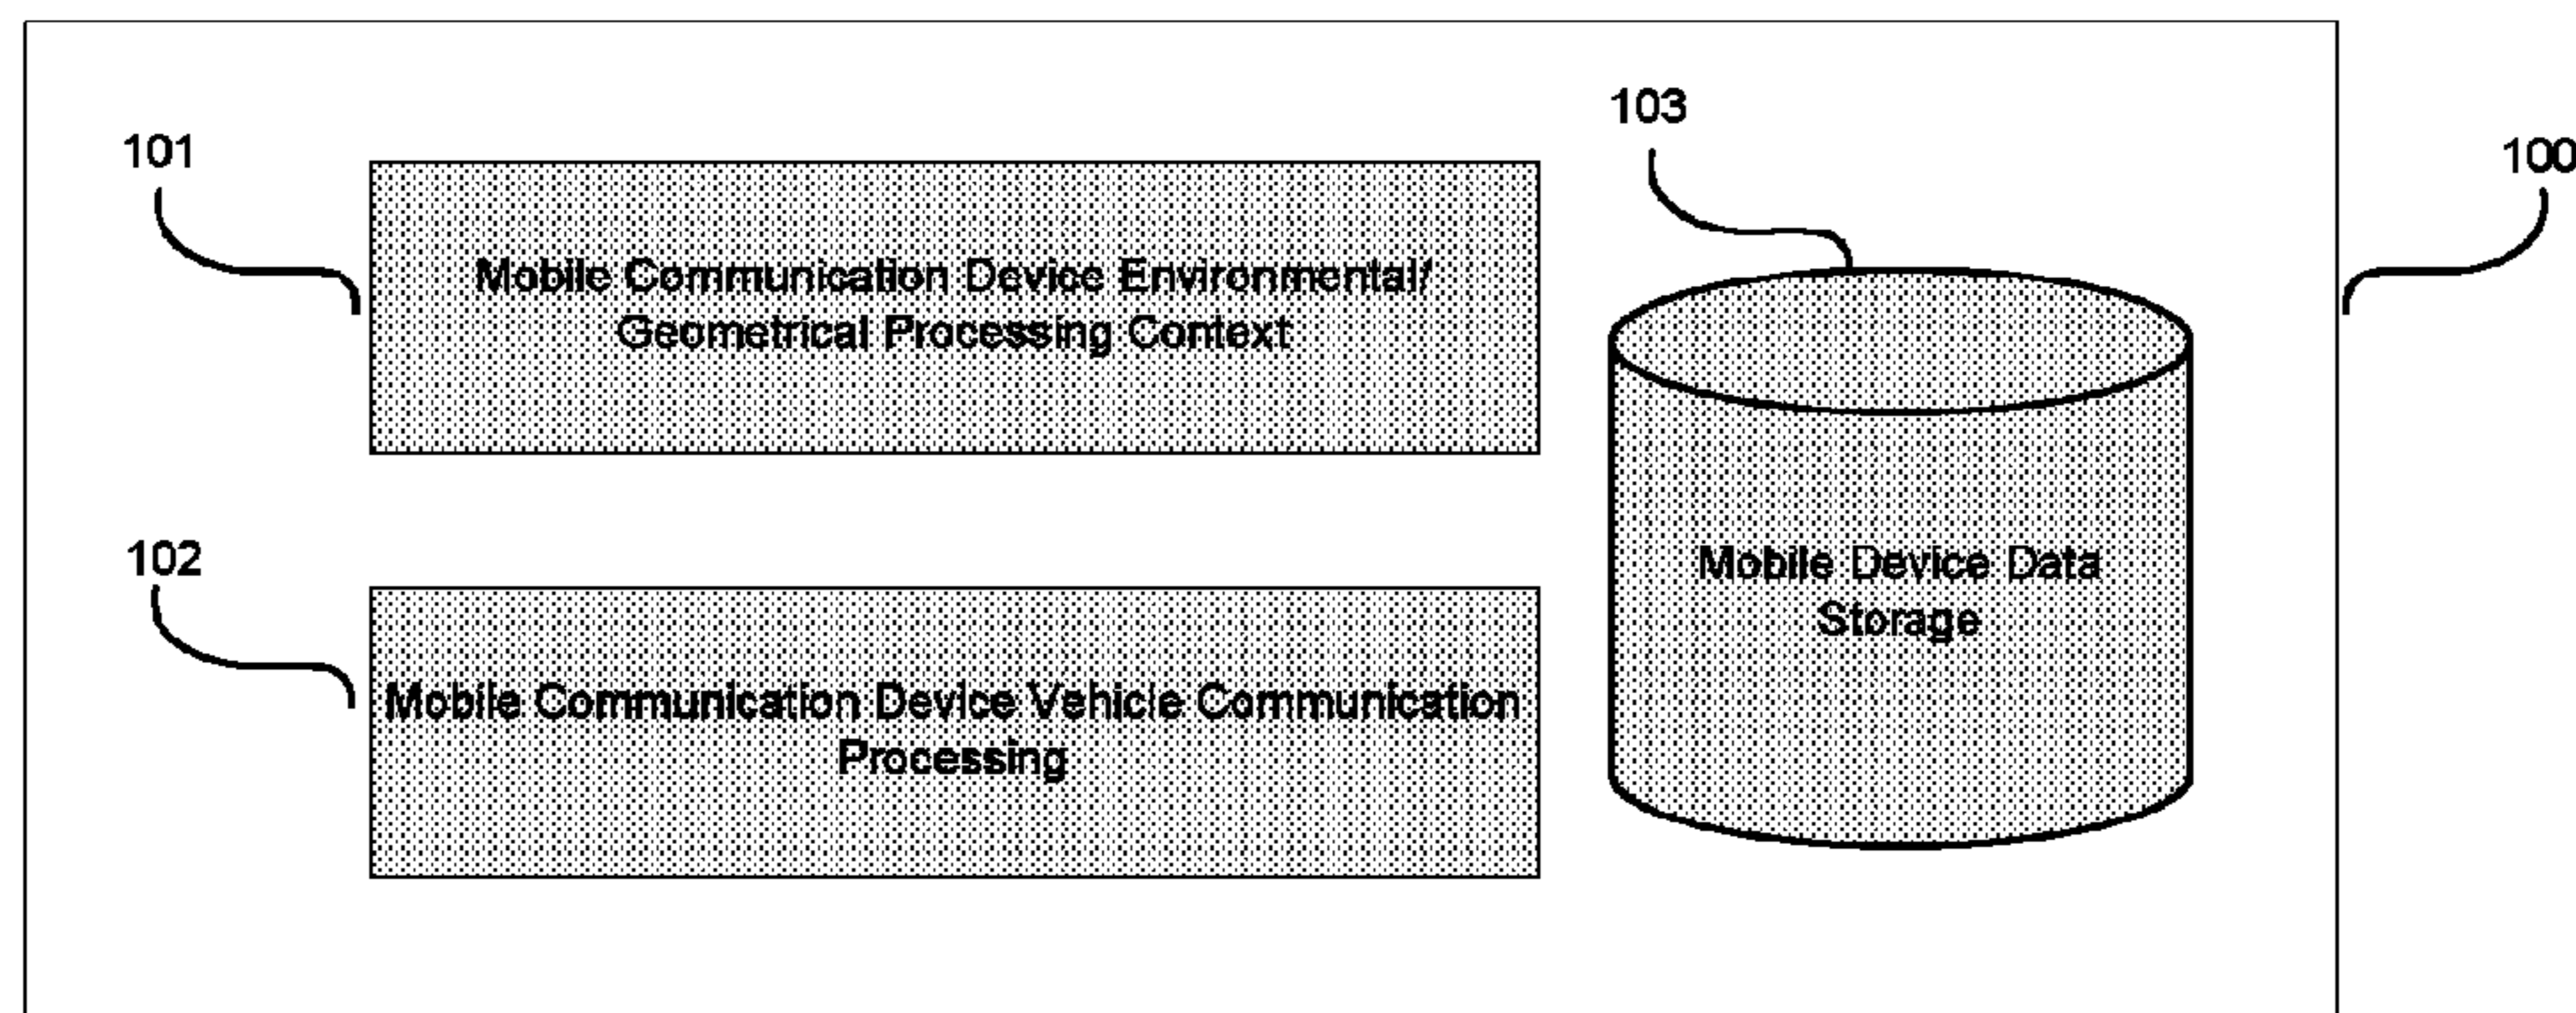 103
101
100
Mobile Communication Device Environmental/
Geometrical Processing Context
102
Mobile Device Data
Storage
Mobile Communication Device Vehicle Communication
Processing